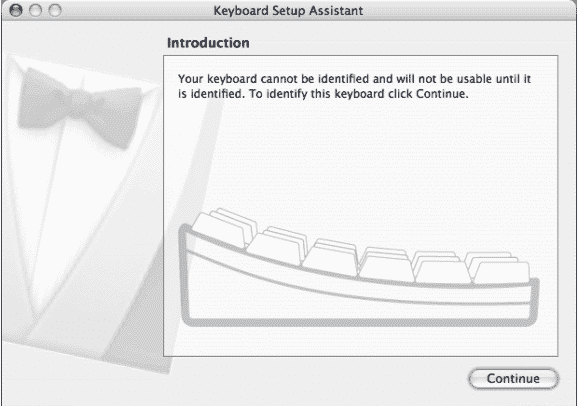 Keyboard Setup Assistant
Introduction
Your keyboard cannot be identified and will not be usable until it
is identified. To identify this keyboard click Continue.
Continue